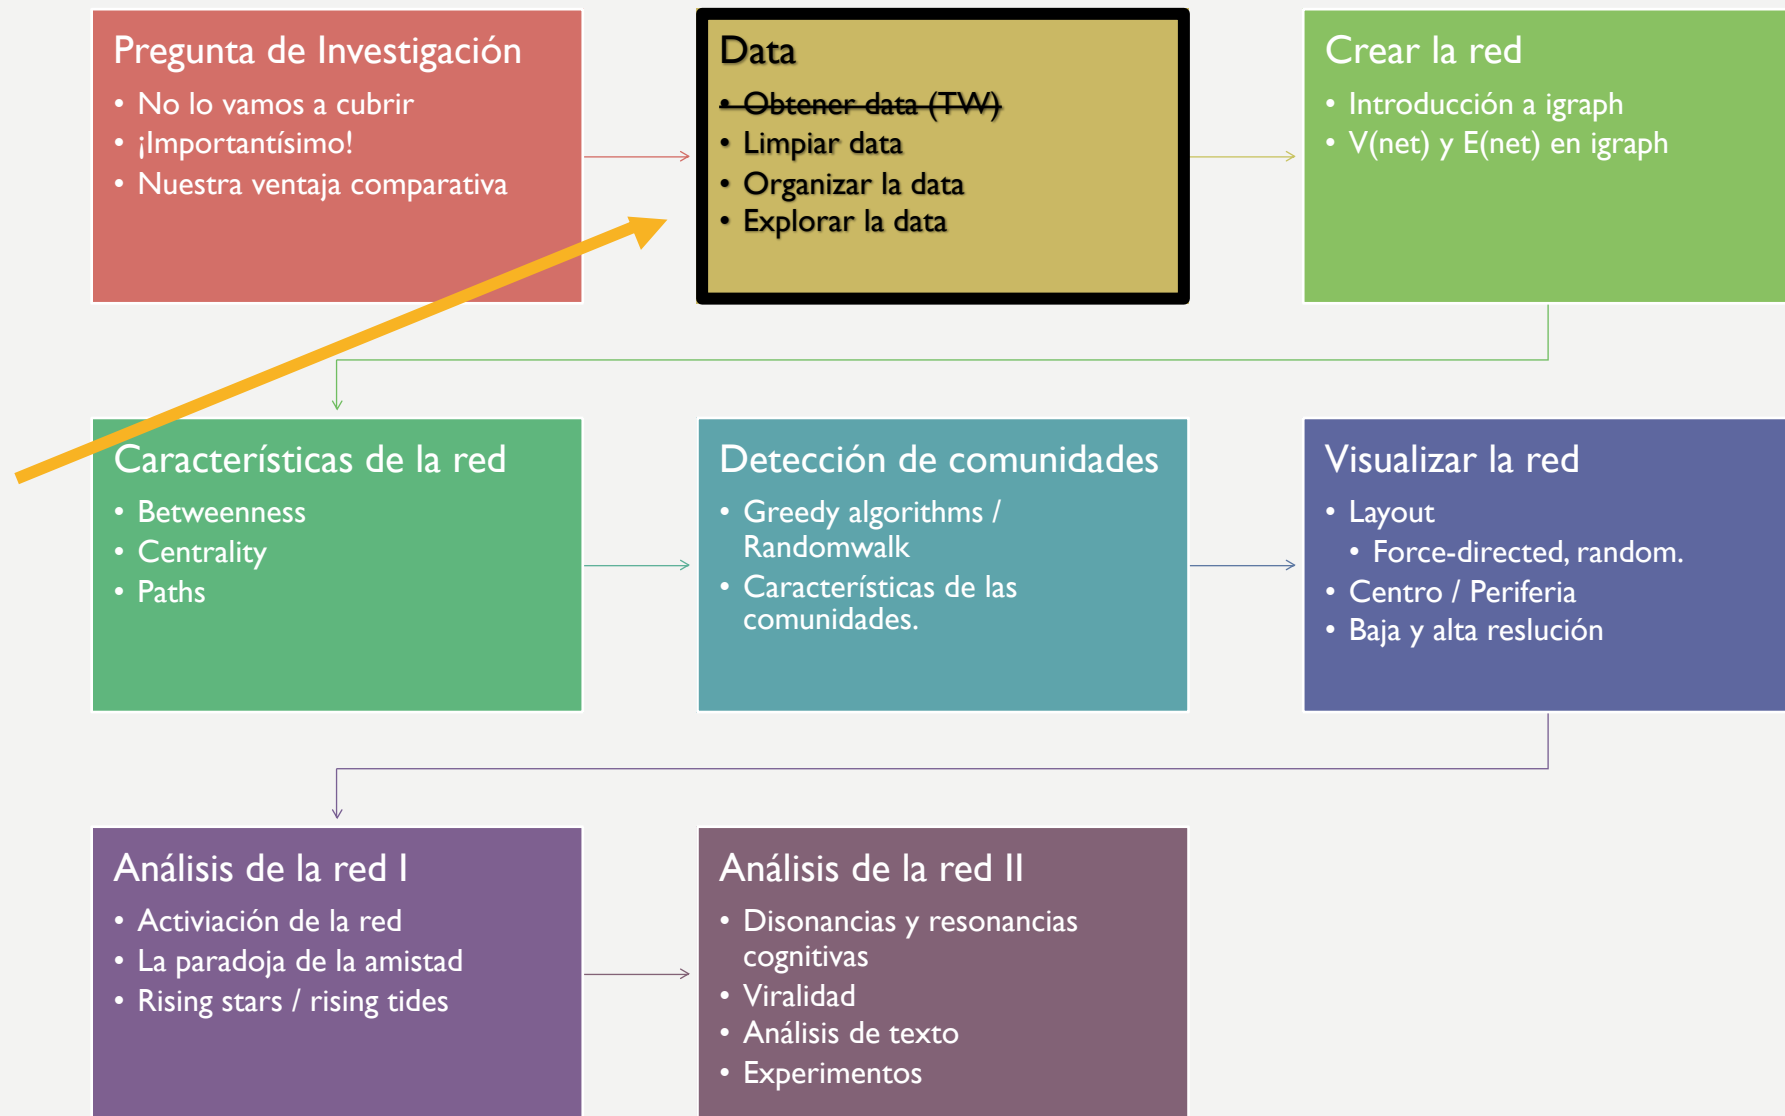 Pregunta de Investigación
• No lo vamos a cubrir
• ¡Importantísimo!
• Nuestra ventaja comparativa
Data
• Obtener data (TW)
• Limpiar data
• Organizar la data
• Explorar la data
Crear la red
• Introducción a igraph
• V(net) y E(net) en igraph
Características de la red
• Betweenness
• Centrality
• Paths
Detección de comunidades
• Greedy algorithms /
Randomwalk
• Características de las
comunidades.
Visualizar la red
• Layout
• Force-directed, random.
• Centro / Periferia
• Baja y alta reslución
Análisis de la red I
• Activiación de la red
• La paradoja de la amistad
• Rising stars / rising tides
Análisis de la red II
• Disonancias y resonancias
cognitivas
• Viralidad
• Análisis de texto
• Experimentos